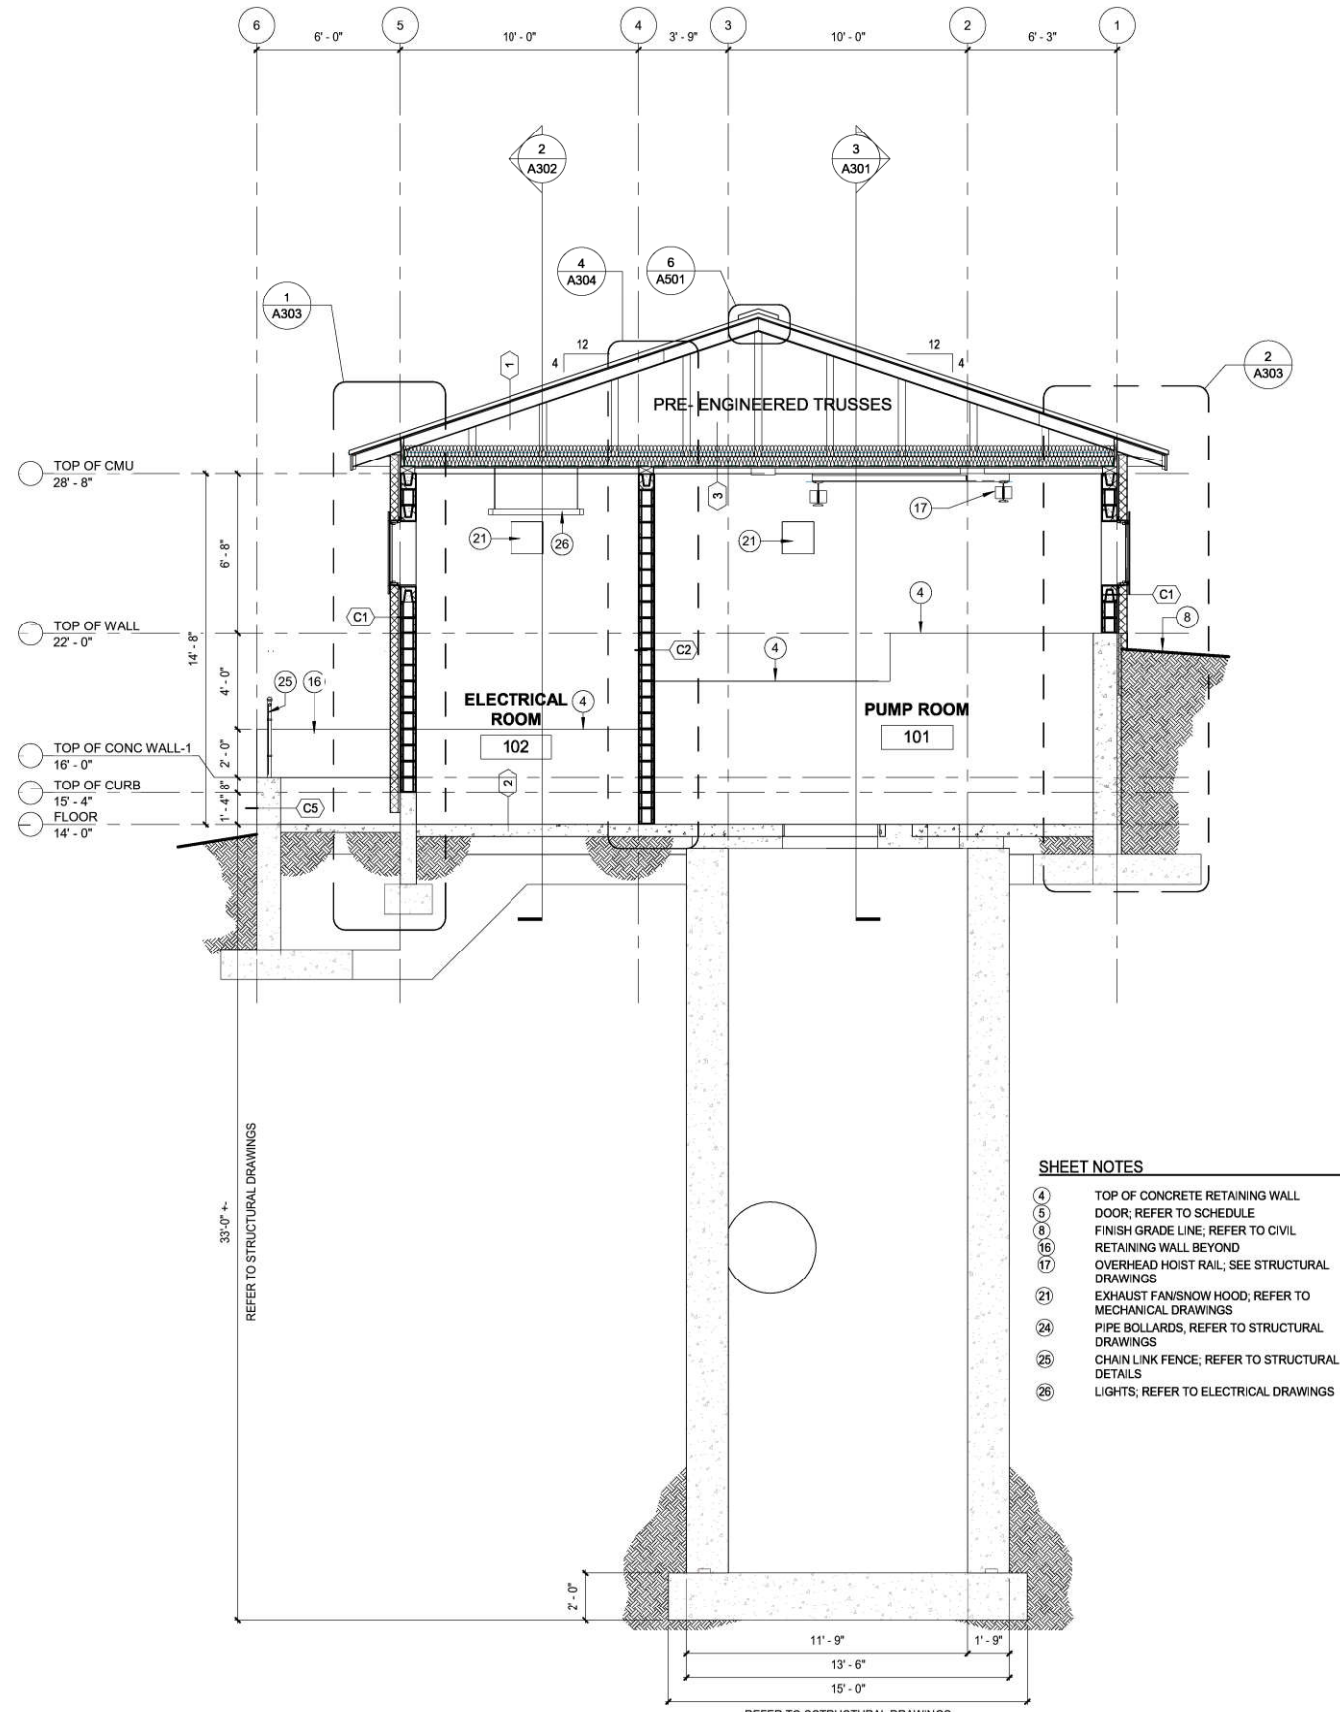 6
5
4
3
2
1
6' - 0"
10' - 0"
3' - 9"
10' - 0"
6' - 3"
2
A302
3
A301
4
A304
6
A501
1
A303
2
A303
12
4
12
4
1
PRE- ENGINEERED TRUSSES
TOP OF CMU
28' - 8"
3
17
21
26
21
6' - 8"
C1
4
C1
8
TOP OF WALL
22' - 0"
14' - 8"
C2
4
4' - 0"
25
16
ELECTRICAL
ROOM
4
102
PUMP ROOM
101
TOP OF CONC WALL-1
16' - 0"
2' - 0"
TOP OF CURB
15' - 4"
8"
2
C5
FLOOR
14' - 0"
1' - 4"
33'-0" +-
REFER TO STRUCTURAL DRAWINGS
SHEET NOTES
4 TOP OF CONCRETE RETAINING WALL
5 DOOR; REFER TO SCHEDULE
8 FINISH GRADE LINE; REFER TO CIVIL
16 RETAINING WALL BEYOND
17 OVERHEAD HOIST RAIL; SEE STRUCTURAL
DRAWINGS
21 EXHAUST FAN/SNOW HOOD; REFER TO
MECHANICAL DRAWINGS
24 PIPE BOLLARDS, REFER TO STRUCTURAL
DRAWINGS
25 CHAIN LINK FENCE; REFER TO STRUCTURAL
DETAILS
26 LIGHTS; REFER TO ELECTRICAL DRAWINGS
2' - 0"
11' - 9"
1' - 9"
13' - 6"
15' - 0"